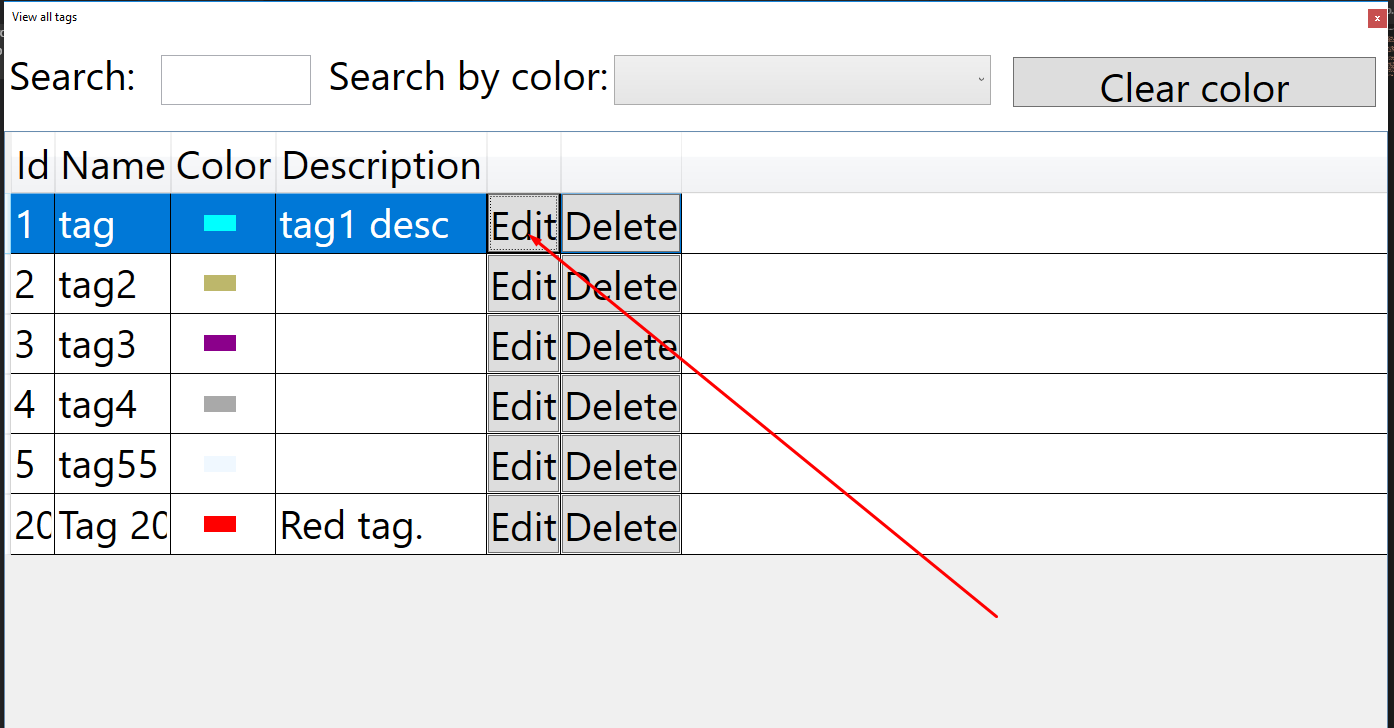 View all tags
x
Search:
Search by color:
Clear color
Id Name Color Description
1 tag tag1 desc Edit Delete
2 tag2 Edit Delete
3 tag3 Edit Delete
4 tag4 Edit Delete
5 tag55 Edit Delete
20 Tag 20 Red tag. Edit Delete